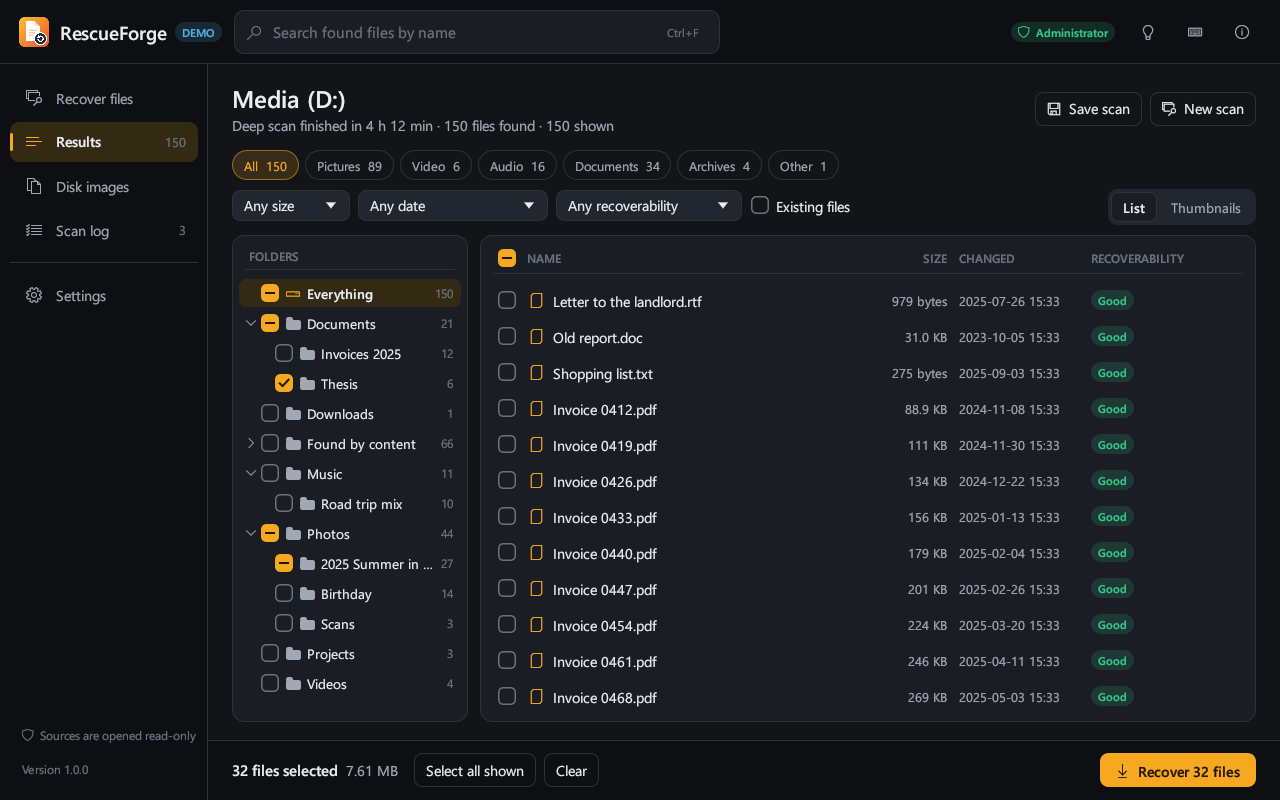 RescueForge DEMO
Search found files by name Ctrl+F
Administrator
Recover files
Results 150
Disk images
Scan log 3
Settings
Sources are opened read-only
Version 1.0.0
Media (D:)
Deep scan finished in 4 h 12 min · 150 files found · 150 shown
Save scan
New scan
All 150
Pictures 89
Video 6
Audio 16
Documents 34
Archives 4
Other 1
Any size
Any date
Any recoverability
Existing files
List
Thumbnails
FOLDERS
Everything 150
Documents 21
Invoices 2025 12
Thesis 6
Downloads 1
Found by content 66
Music 11
Road trip mix 10
Photos 44
2025 Summer in ... 27
Birthday 14
Scans 3
Projects 3
Videos 4
NAME SIZE CHANGED RECOVERABILITY
Letter to the landlord.rtf 979 bytes 2025-07-26 15:33 Good
Old report.doc 31.0 KB 2023-10-05 15:33 Good
Shopping list.txt 275 bytes 2025-09-03 15:33 Good
Invoice 0412.pdf 88.9 KB 2024-11-08 15:33 Good
Invoice 0419.pdf 111 KB 2024-11-30 15:33 Good
Invoice 0426.pdf 134 KB 2024-12-22 15:33 Good
Invoice 0433.pdf 156 KB 2025-01-13 15:33 Good
Invoice 0440.pdf 179 KB 2025-02-04 15:33 Good
Invoice 0447.pdf 201 KB 2025-02-26 15:33 Good
Invoice 0454.pdf 224 KB 2025-03-20 15:33 Good
Invoice 0461.pdf 246 KB 2025-04-11 15:33 Good
Invoice 0468.pdf 269 KB 2025-05-03 15:33 Good
32 files selected 7.61 MB
Select all shown
Clear
Recover 32 files